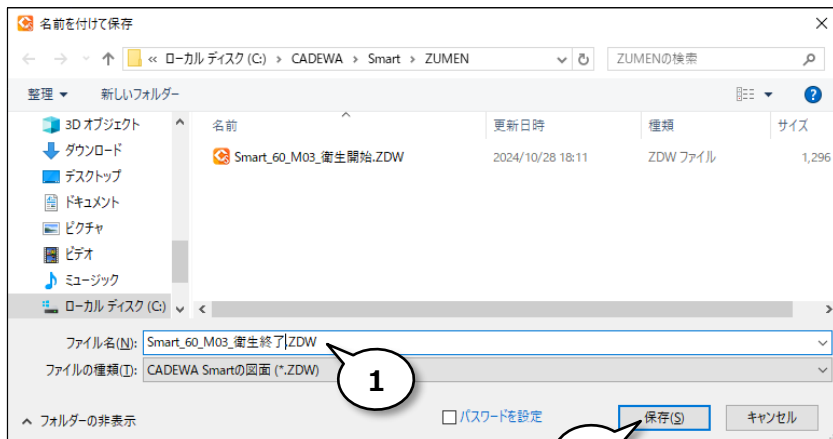 名前を付けて保存
« ローカル ディスク (C:) › CADEWA › Smart › ZUMEN
ZUMENの検索
整理
新しいフォルダー
名前
更新日時
種類
サイズ
3D オブジェクト
ダウンロード
デスクトップ
ドキュメント
ピクチャ
ビデオ
ミュージック
ローカル ディスク (C:)
Smart_60_M03_衛生開始.ZDW
2024/10/28 18:11
ZDW ファイル
1,296
ファイル名(N):
Smart_60_M03_衛生終了.ZDW
ファイルの種類(T):
CADEWA Smartの図面 (*.ZDW)
1
フォルダーの非表示
パスワードを設定
保存(S)
キャンセル